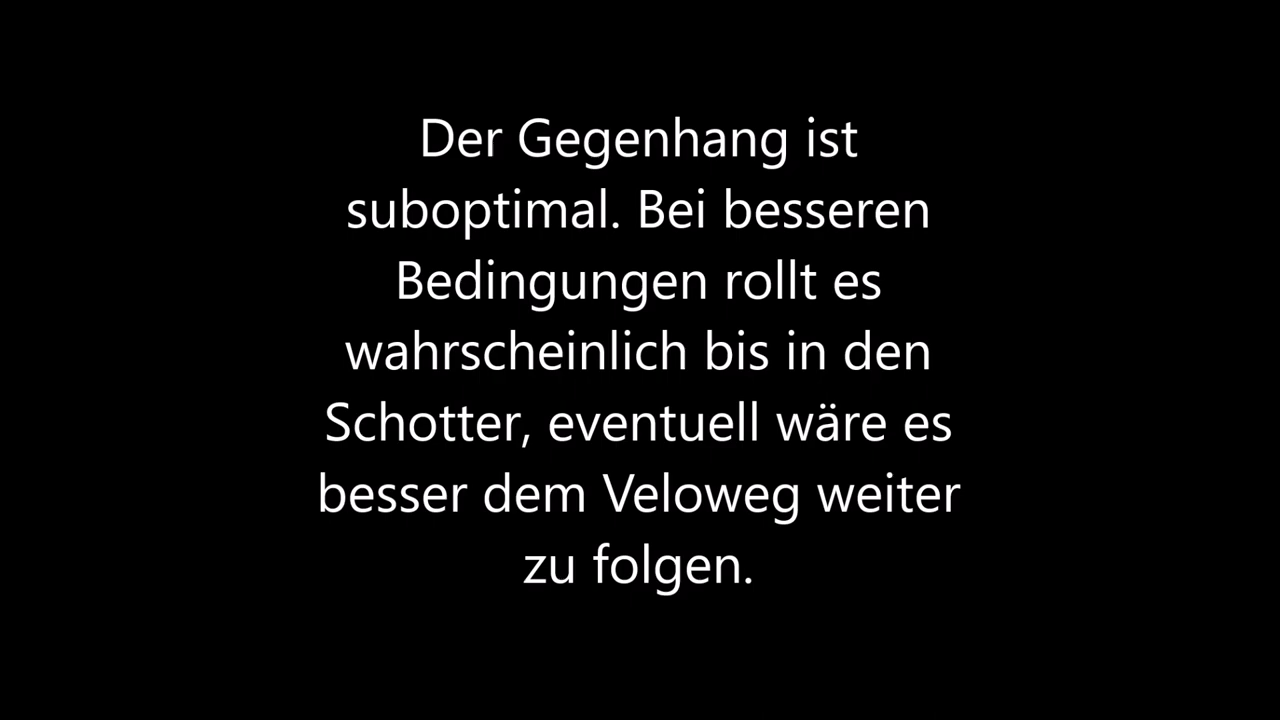 Der Gegenhang ist
suboptimal. Bei besseren
Bedingungen rollt es
wahrscheinlich bis in den
Schotter, eventuell wäre es
besser dem Veloweg weiter
zu folgen.